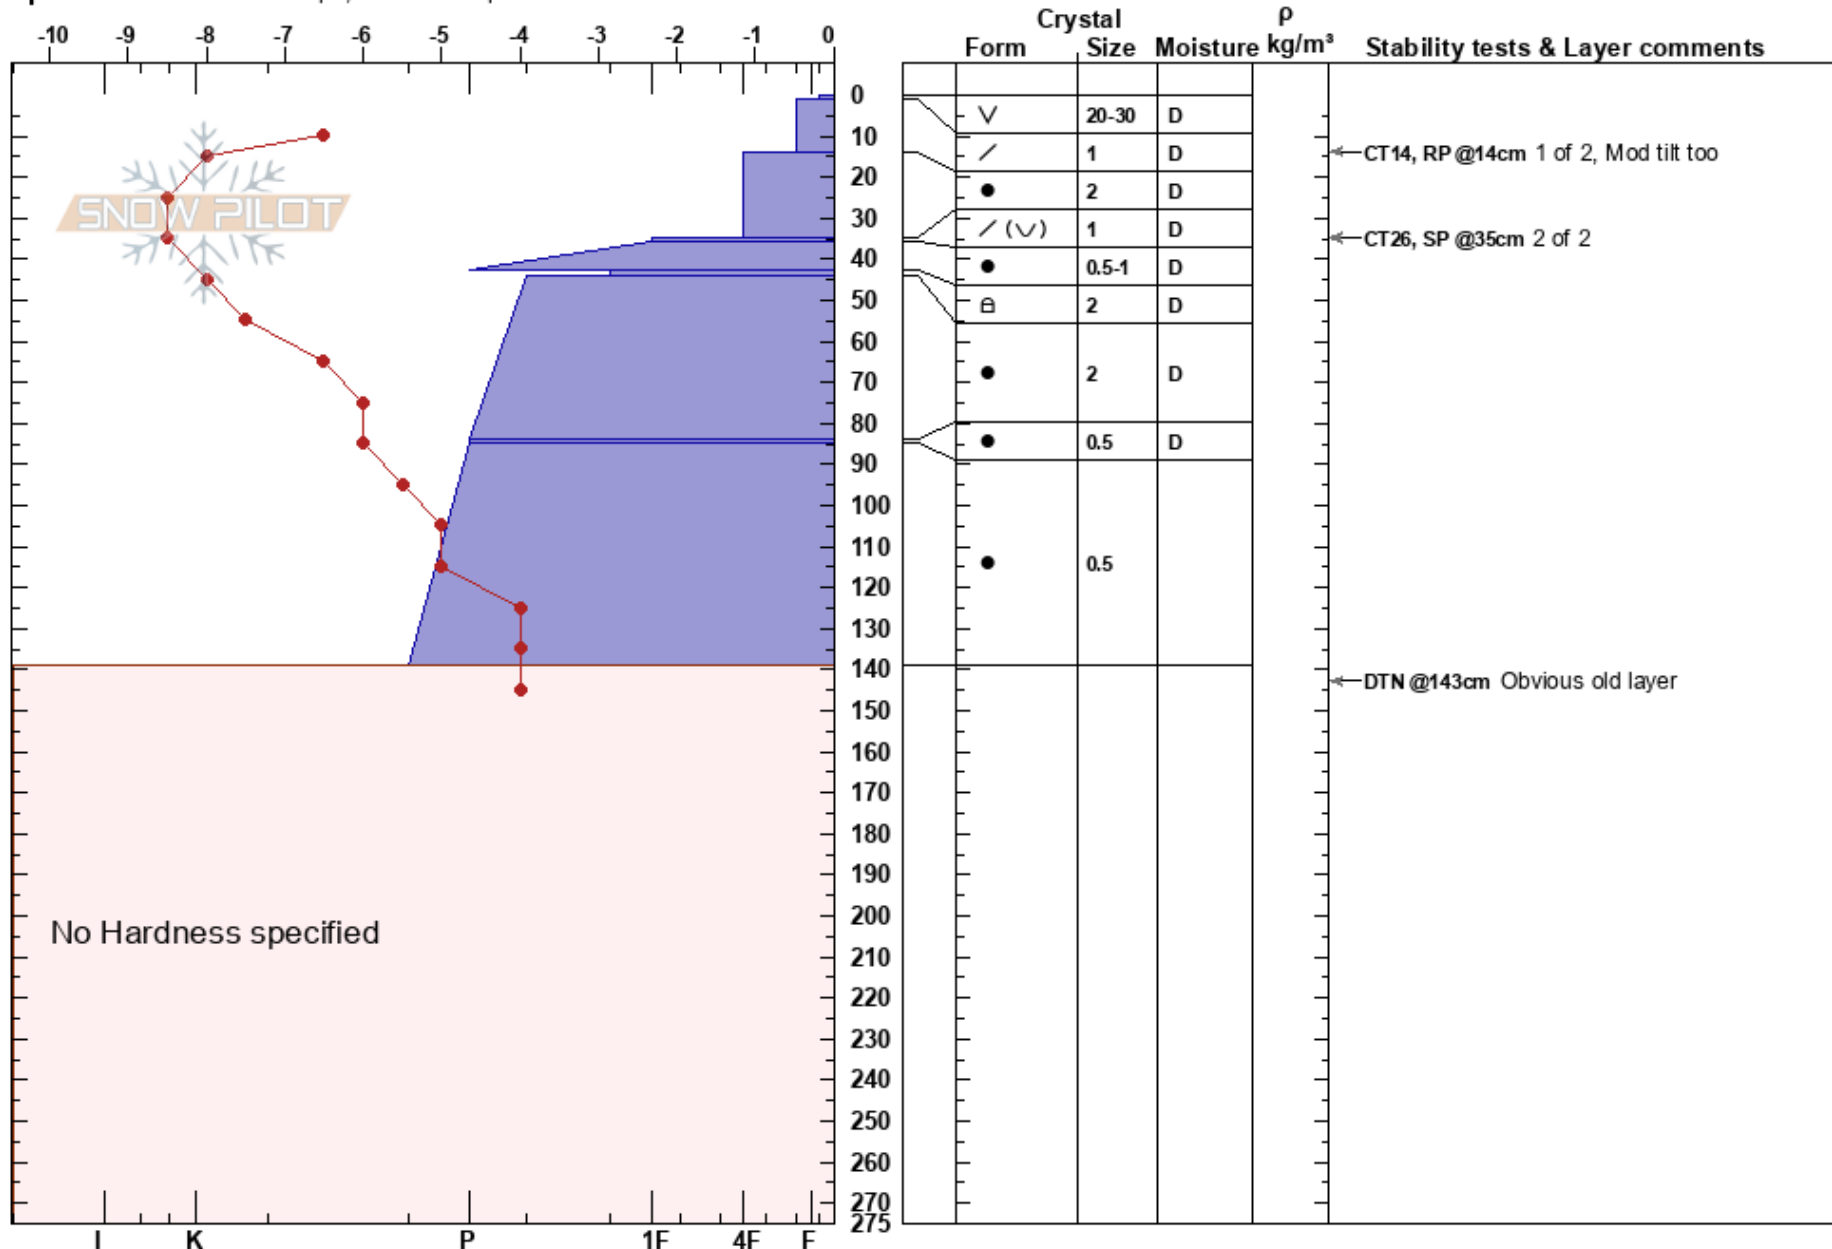 -10 -9 -8 -7 -6 -5 -4 -3 -2 -1 0
Crystal ρ
Form Size Moisture kg/m³ Stability tests & Layer comments
0
20-30 D
10
1 D CT14, RP @14cm 1 of 2, Mod tilt too
20
2 D
SNOW PILOT
30
1 D CT26, SP @35cm 2 of 2
40
0.5-1 D
50
2 D
60
70
2 D
80
0.5 D
90
100
110
0.5
120
130
140
DTN @143cm Obvious old layer
150
160
170
180
190
200
No Hardness specified
210
220
230
240
250
260
270
275
I K P 1F 4F F